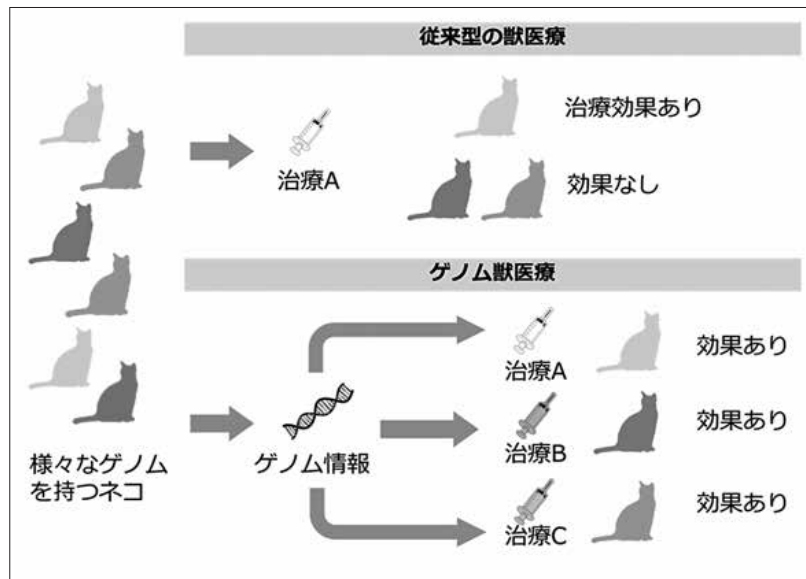 従来型の獣医療
治療効果あり
治療A
効果なし
ゲノム獣医療
治療A
効果あり
治療B
効果あり
様々なゲノム
を持つネコ
ゲノム情報
治療C
効果あり